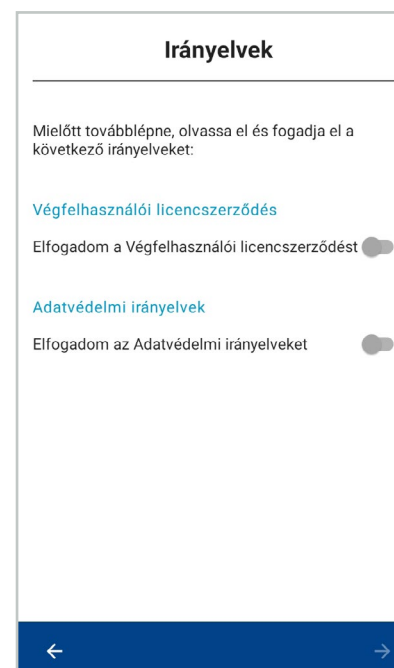 Irányelvek
Mielőtt továbblépne, olvassa el és fogadja el a
következő irányelveket:
Végfelhasználói licencszerződés
Elfogadom a Végfelhasználói licencszerződést
Adatvédelmi irányelvek
Elfogadom az Adatvédelmi irányelveket